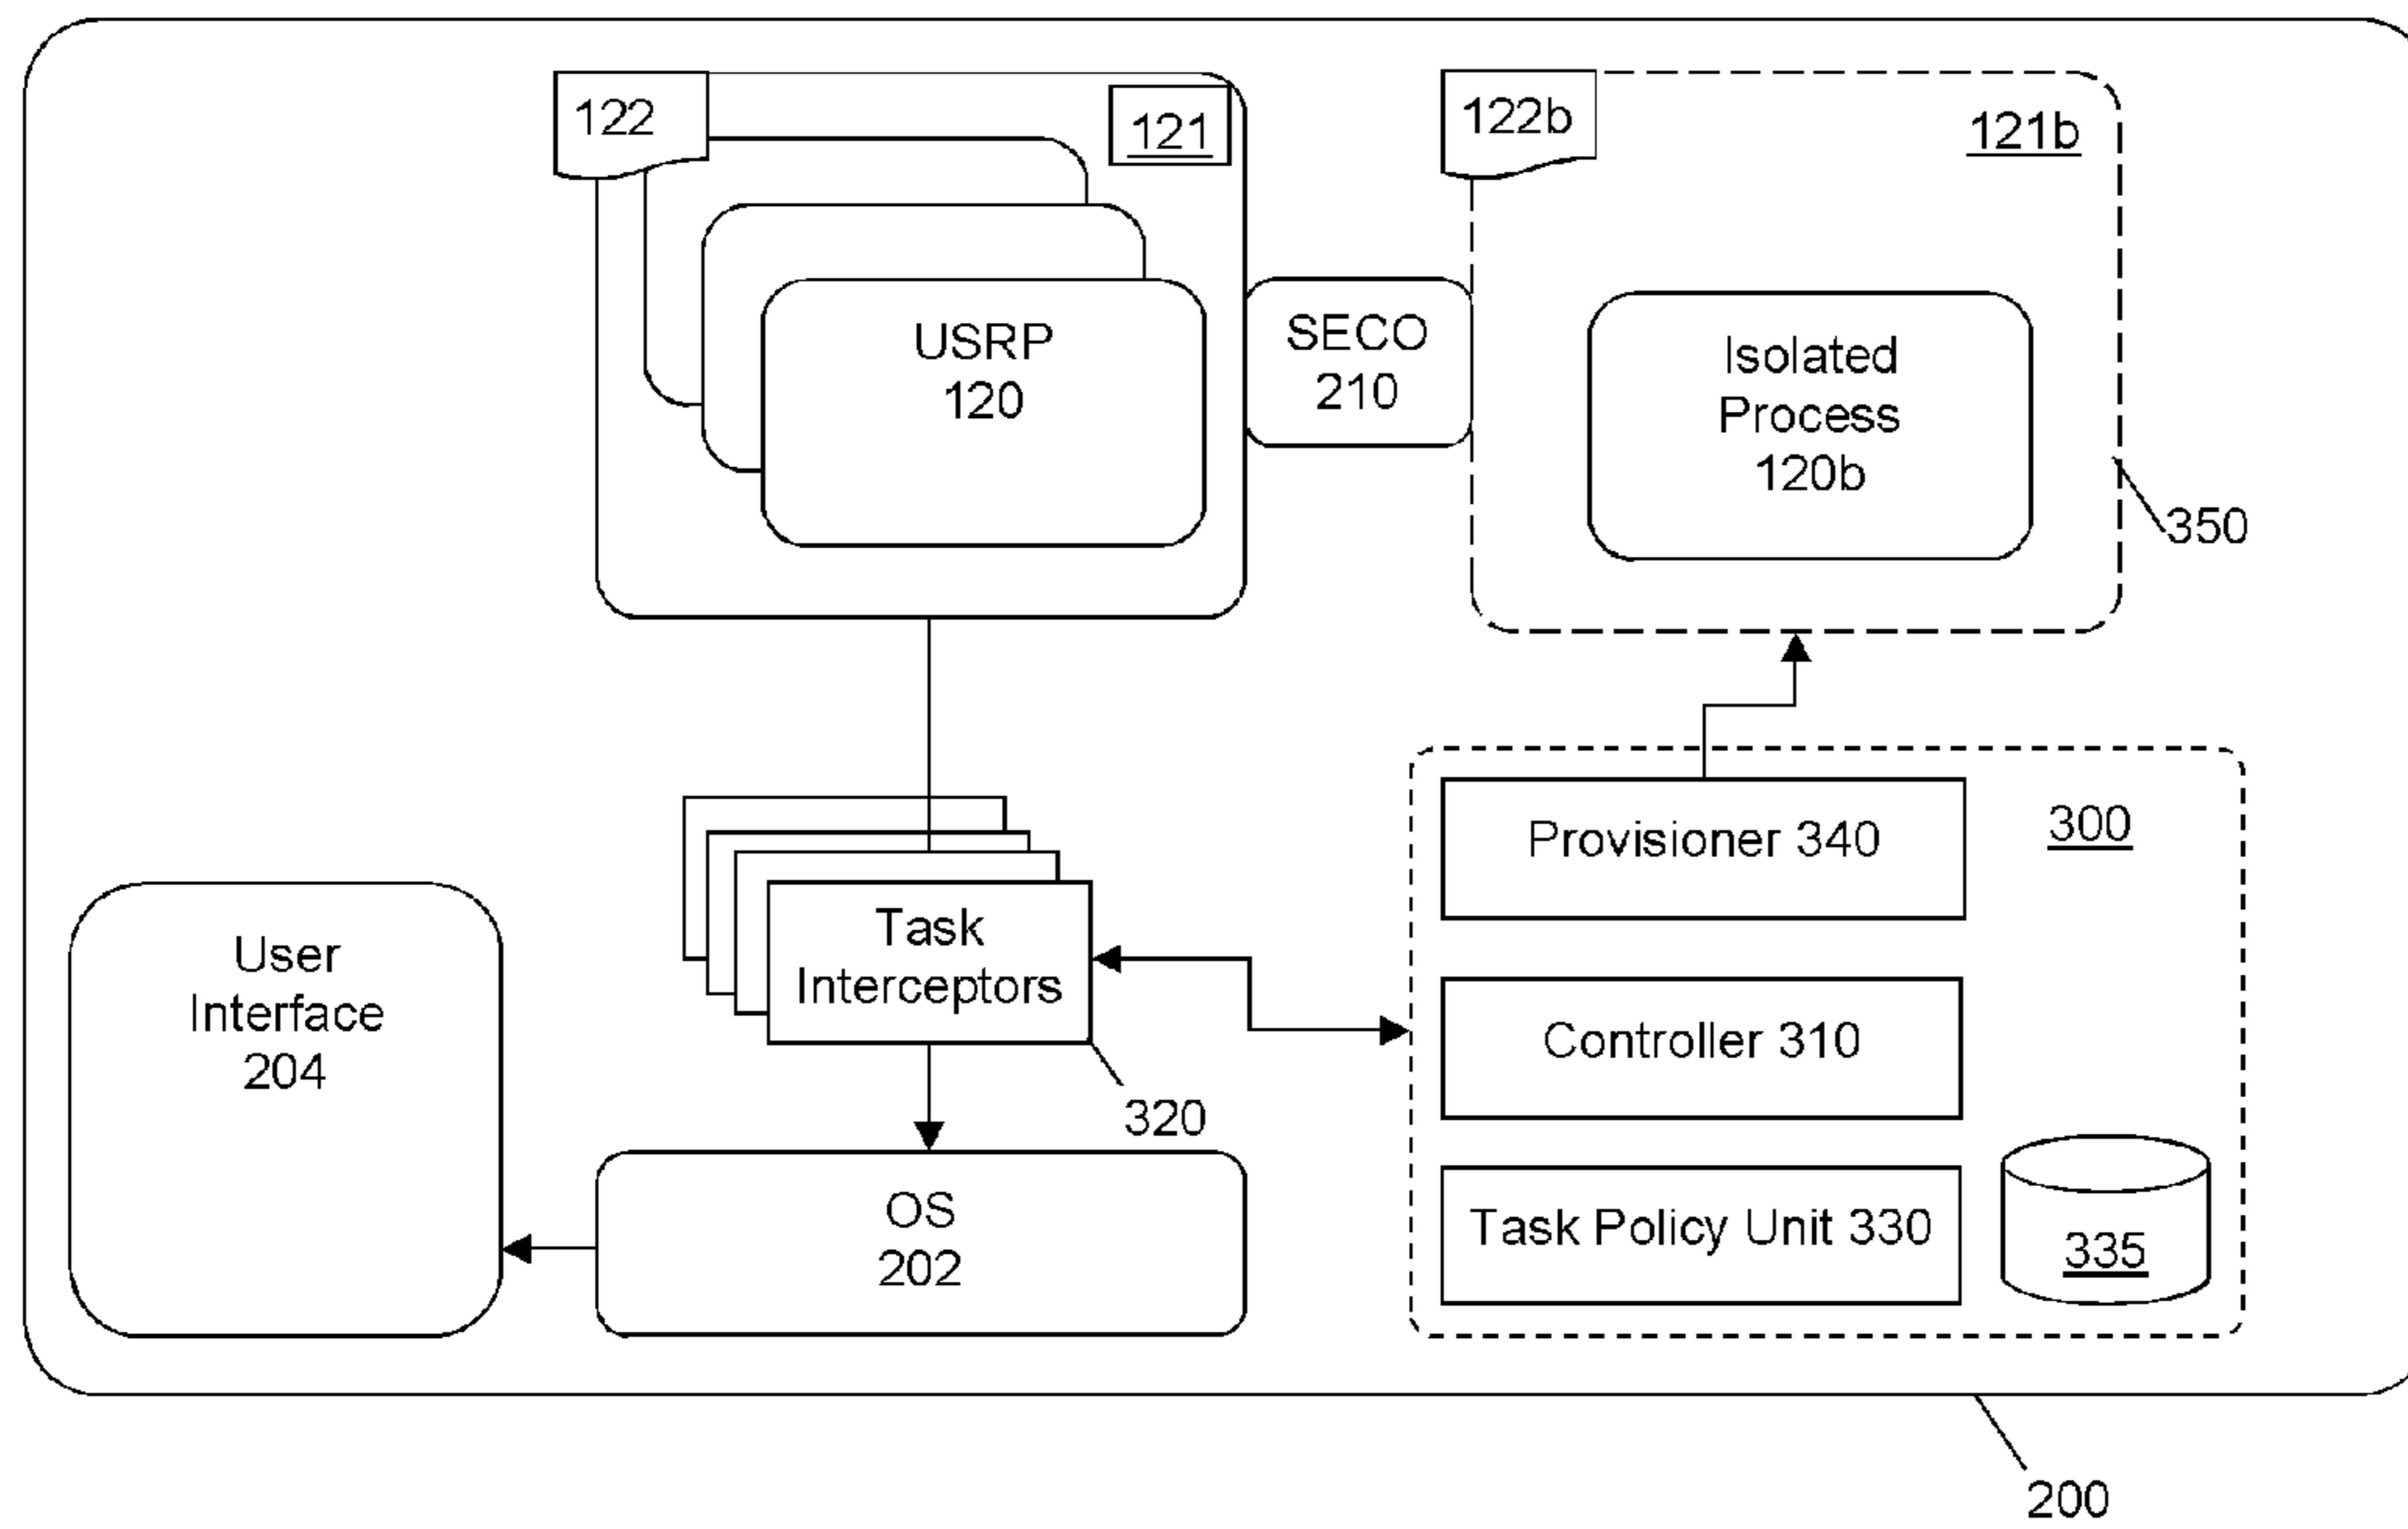 122
121
122b
121b
USRP
120
SECO
210
Isolated
Process
120b
350
Provisioner 340
300
Task
Interceptors
User
Interface
204
Controller 310
320
OS
202
Task Policy Unit 330
335
200